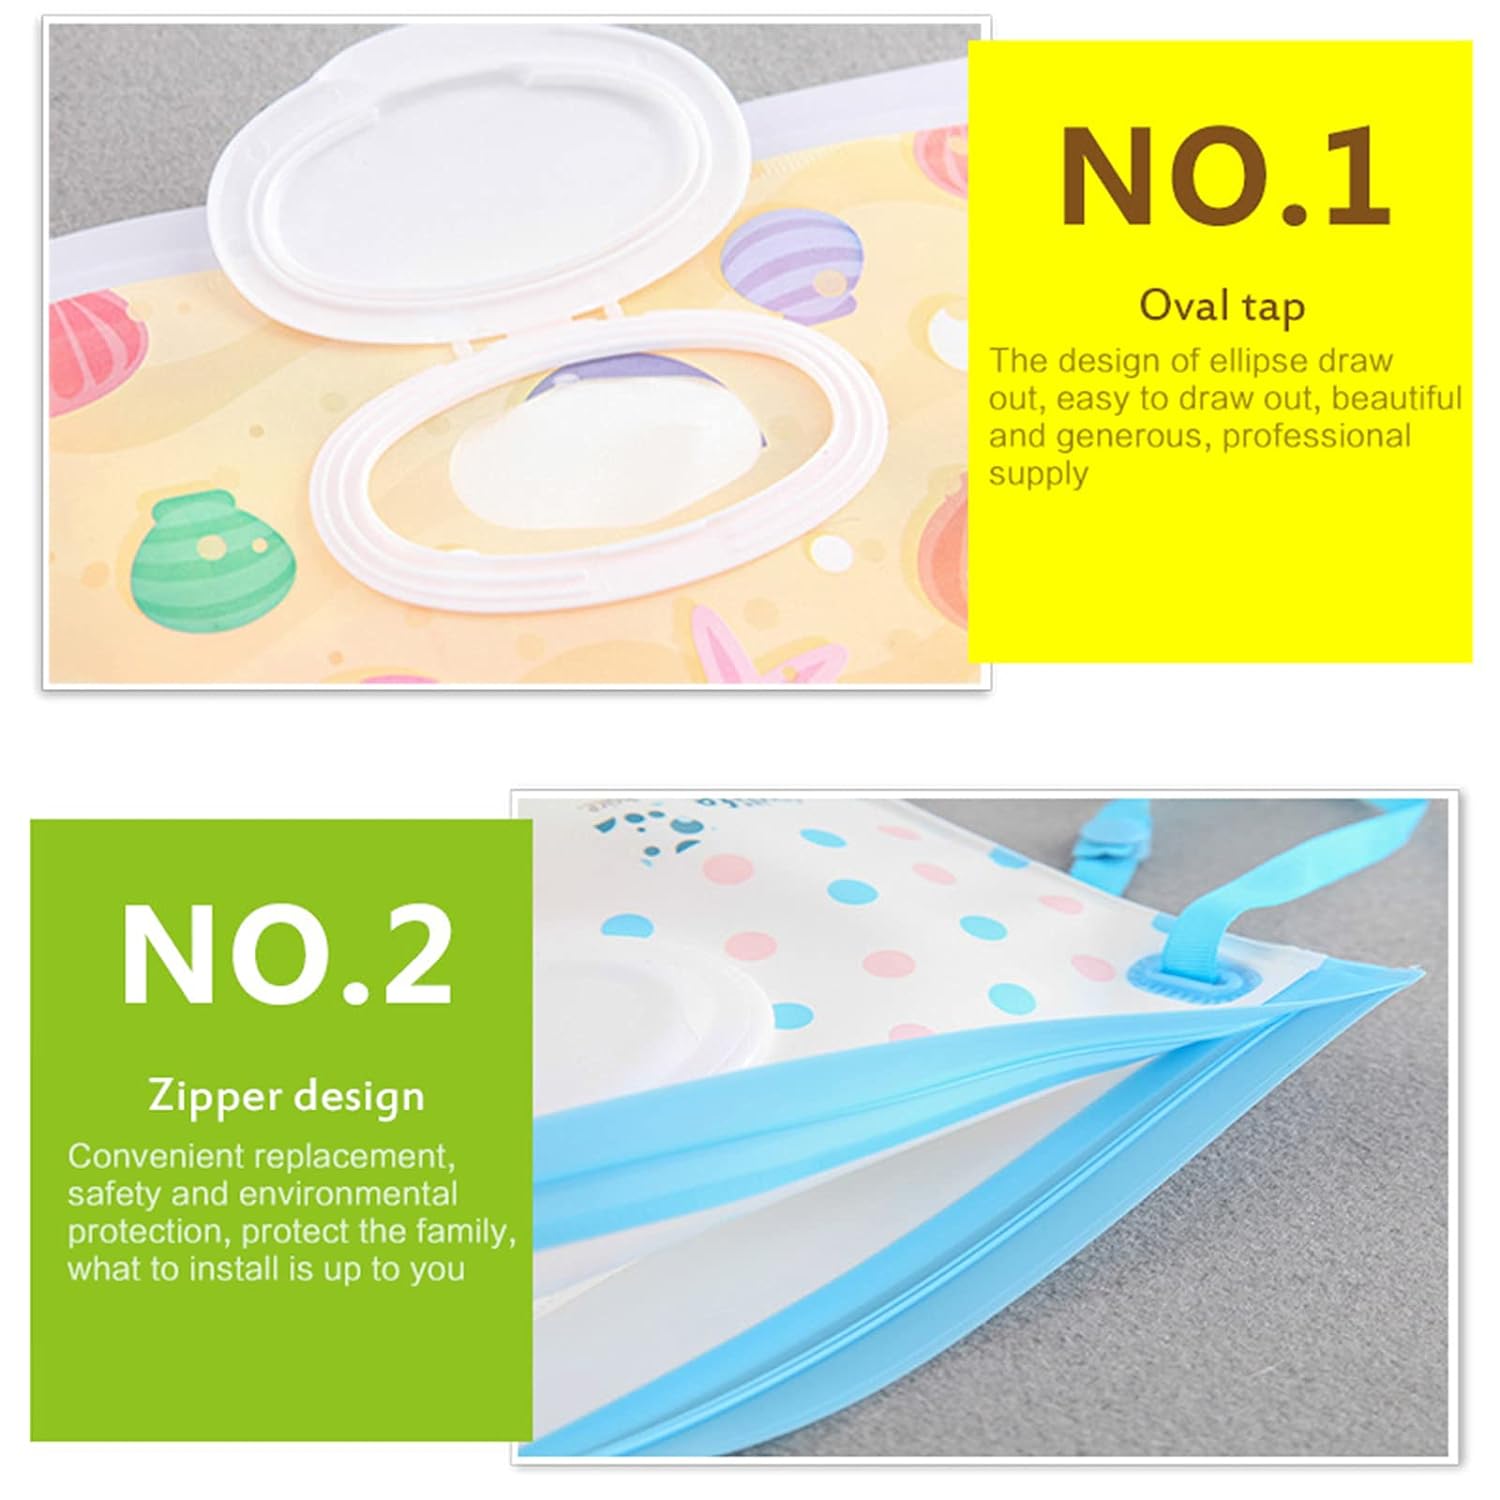 NO.1
Oval tap
The design of ellipse draw
out, easy to draw out, beautiful
and generous, professional
supply
NO.2
Zipper design
Convenient replacement,
safety and environmental
protection, protect the family,
what to install is up to you